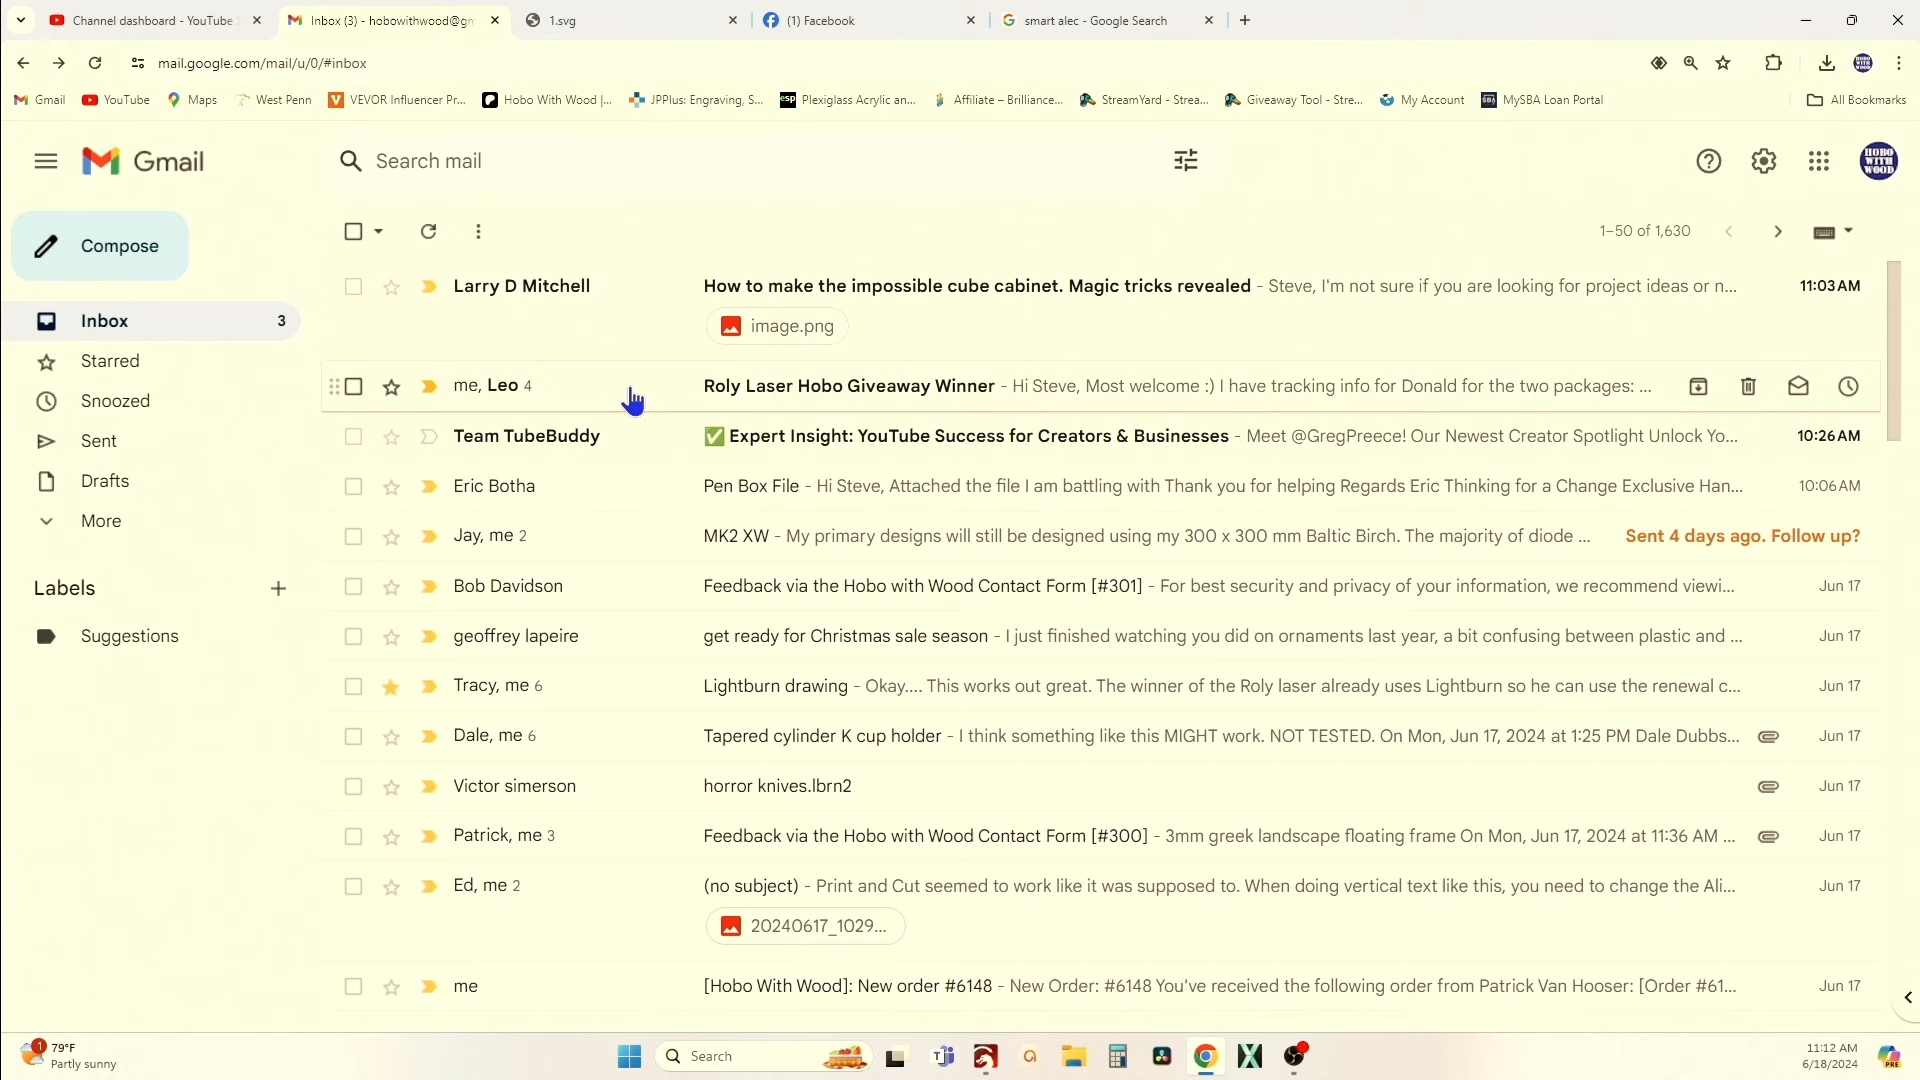 Channel dashboard - YouTube S
Inbox (3) - hobowithwood@gm
1.svg
(1) Facebook
smart alec - Google Search
mail.google.com/mail/u/0/#inbox
Gmail
YouTube
Maps
West Penn
VEVOR Influencer Pr...
Hobo With Wood |...
JPPlus: Engraving, S...
esp
Plexiglass Acrylic an...
Affiliate – Brilliance...
StreamYard - Strea...
Giveaway Tool - Stre...
My Account
SBA
MySBA Loan Portal
All Bookmarks
Gmail
Search mail
HOBO
WITH
WOOD
Compose
1–50 of 1,630
Inbox 3
Starred
Snoozed
Sent
Drafts
More
Labels
Suggestions
Larry D Mitchell How to make the impossible cube cabinet. Magic tricks revealed - Steve, I'm not sure if you are looking for project ideas or n... 11:03 AM
image.png
me, Leo 4 Roly Laser Hobo Giveaway Winner - Hi Steve, Most welcome :) I have tracking info for Donald for the two packages: ...
Team TubeBuddy ✅ Expert Insight: YouTube Success for Creators & Businesses - Meet @GregPreece! Our Newest Creator Spotlight Unlock Yo... 10:26 AM
Eric Botha Pen Box File - Hi Steve, Attached the file I am battling with Thank you for helping Regards Eric Thinking for a Change Exclusive Han... 10:06 AM
Jay, me 2 MK2 XW - My primary designs will still be designed using my 300 x 300 mm Baltic Birch. The majority of diode ... Sent 4 days ago. Follow up?
Bob Davidson Feedback via the Hobo with Wood Contact Form [#301] - For best security and privacy of your information, we recommend viewi... Jun 17
geoffrey lapeire get ready for Christmas sale season - I just finished watching you did on ornaments last year, a bit confusing between plastic and ... Jun 17
Tracy, me 6 Lightburn drawing - Okay.... This works out great. The winner of the Roly laser already uses Lightburn so he can use the renewal c... Jun 17
Dale, me 6 Tapered cylinder K cup holder - I think something like this MIGHT work. NOT TESTED. On Mon, Jun 17, 2024 at 1:25 PM Dale Dubbs... Jun 17
Victor simerson horror knives.lbrn2 Jun 17
Patrick, me 3 Feedback via the Hobo with Wood Contact Form [#300] - 3mm greek landscape floating frame On Mon, Jun 17, 2024 at 11:36 AM ... Jun 17
Ed, me 2 (no subject) - Print and Cut seemed to work like it was supposed to. When doing vertical text like this, you need to change the Ali... Jun 17
20240617_1029...
me [Hobo With Wood]: New order #6148 - New Order: #6148 You've received the following order from Patrick Van Hooser: [Order #61... Jun 17
1
79°F
Partly sunny
Search
11:12 AM
6/18/2024
PRE